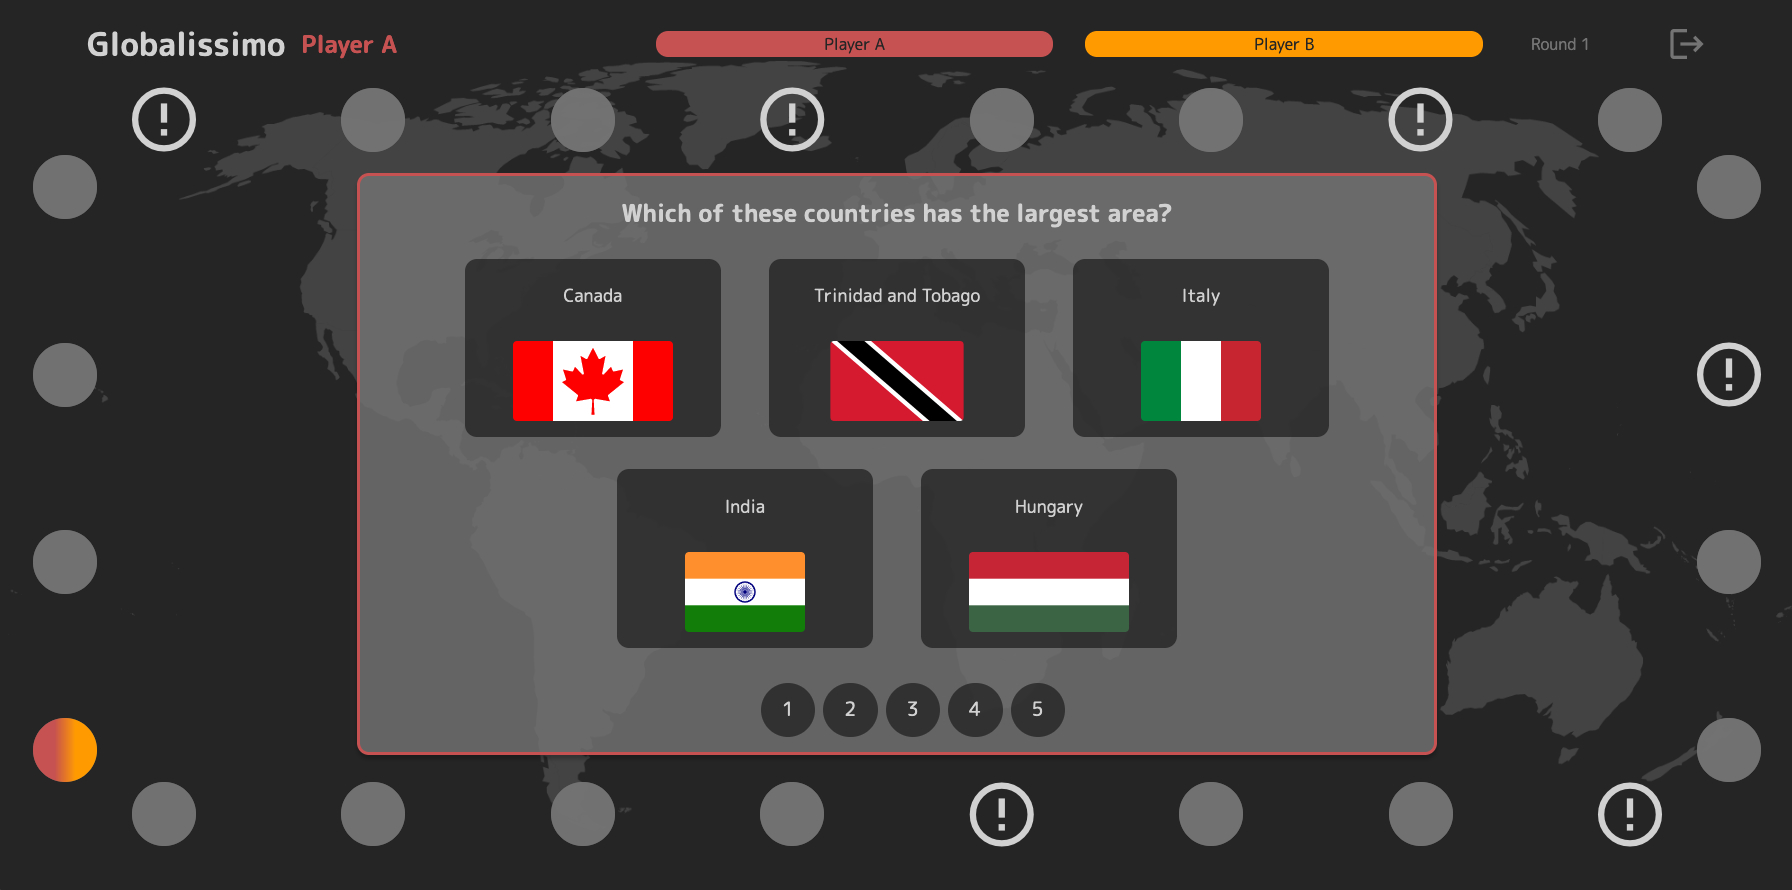 Globalissimo Player A
Player A
Player B
Round 1
Which of these countries has the largest area?
Canada
Trinidad and Tobago
Italy
India
Hungary
1 2 3 4 5